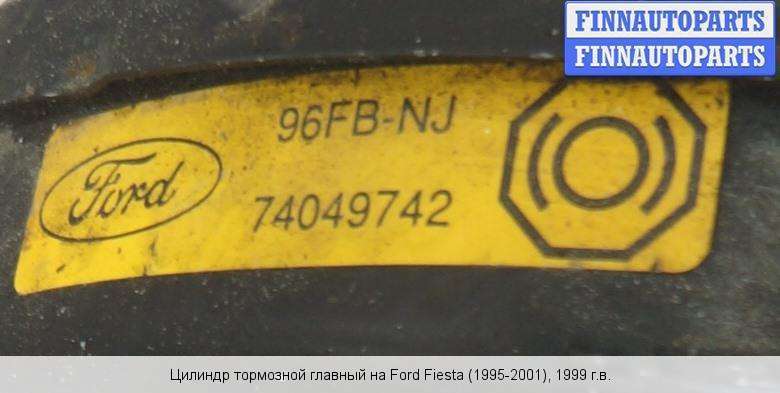 FINNAUTOPARTS
FINNAUTOPARTS
96FB-NJ
Ford
74049742
Цилиндр тормозной главный на Ford Fiesta (1995-2001), 1999 г.в.